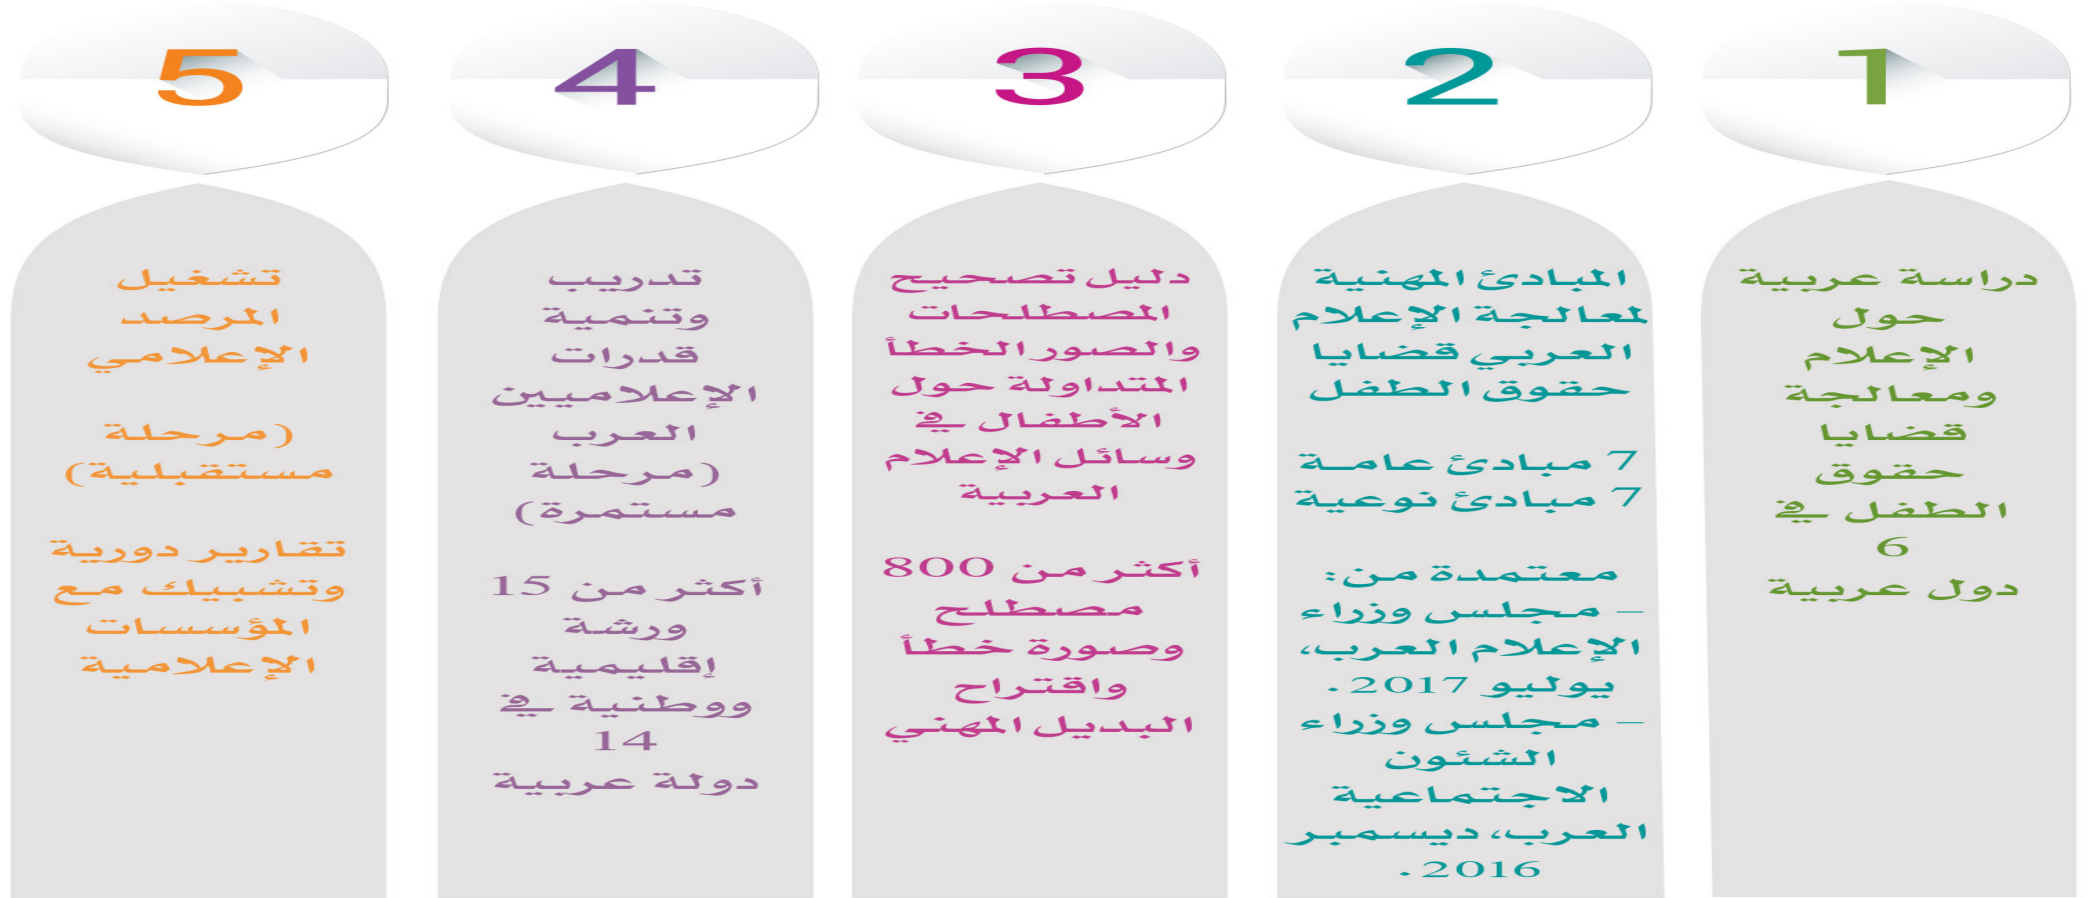 1
دراسة عربية
حول
الإعلام
ومعالجة
قضايا
حقوق
الطفل في
6
دول عربية
2
المبادئ المهنية
لمعالجة الإعلام
العربي قضايا
حقوق الطفل
7 مبادئ عامة
7 مبادئ نوعية
معتمدة من:
– مجلس وزراء
الإعلام العرب،
يوليو 2017.
– مجلس وزراء
الشئون
الاجتماعية
العرب، ديسمبر
2016.
3
دليل تصحيح
المصطلحات
والصور الخطأ
المتداولة حول
الأطفال في
وسائل الإعلام
العربية
أكثر من 800
مصطلح
وصورة خطأ
واقتراح
البديل المهني
4
تدريب
وتنمية
قدرات
الإعلاميين
العرب
(مرحلة
مستمرة)
أكثر من 15
ورشة
إقليمية
ووطنية في
14
دولة عربية
5
تشغيل
المرصد
الإعلامي
(مرحلة
مستقبلية)
تقارير دورية
وتشبيك مع
المؤسسات
الإعلامية